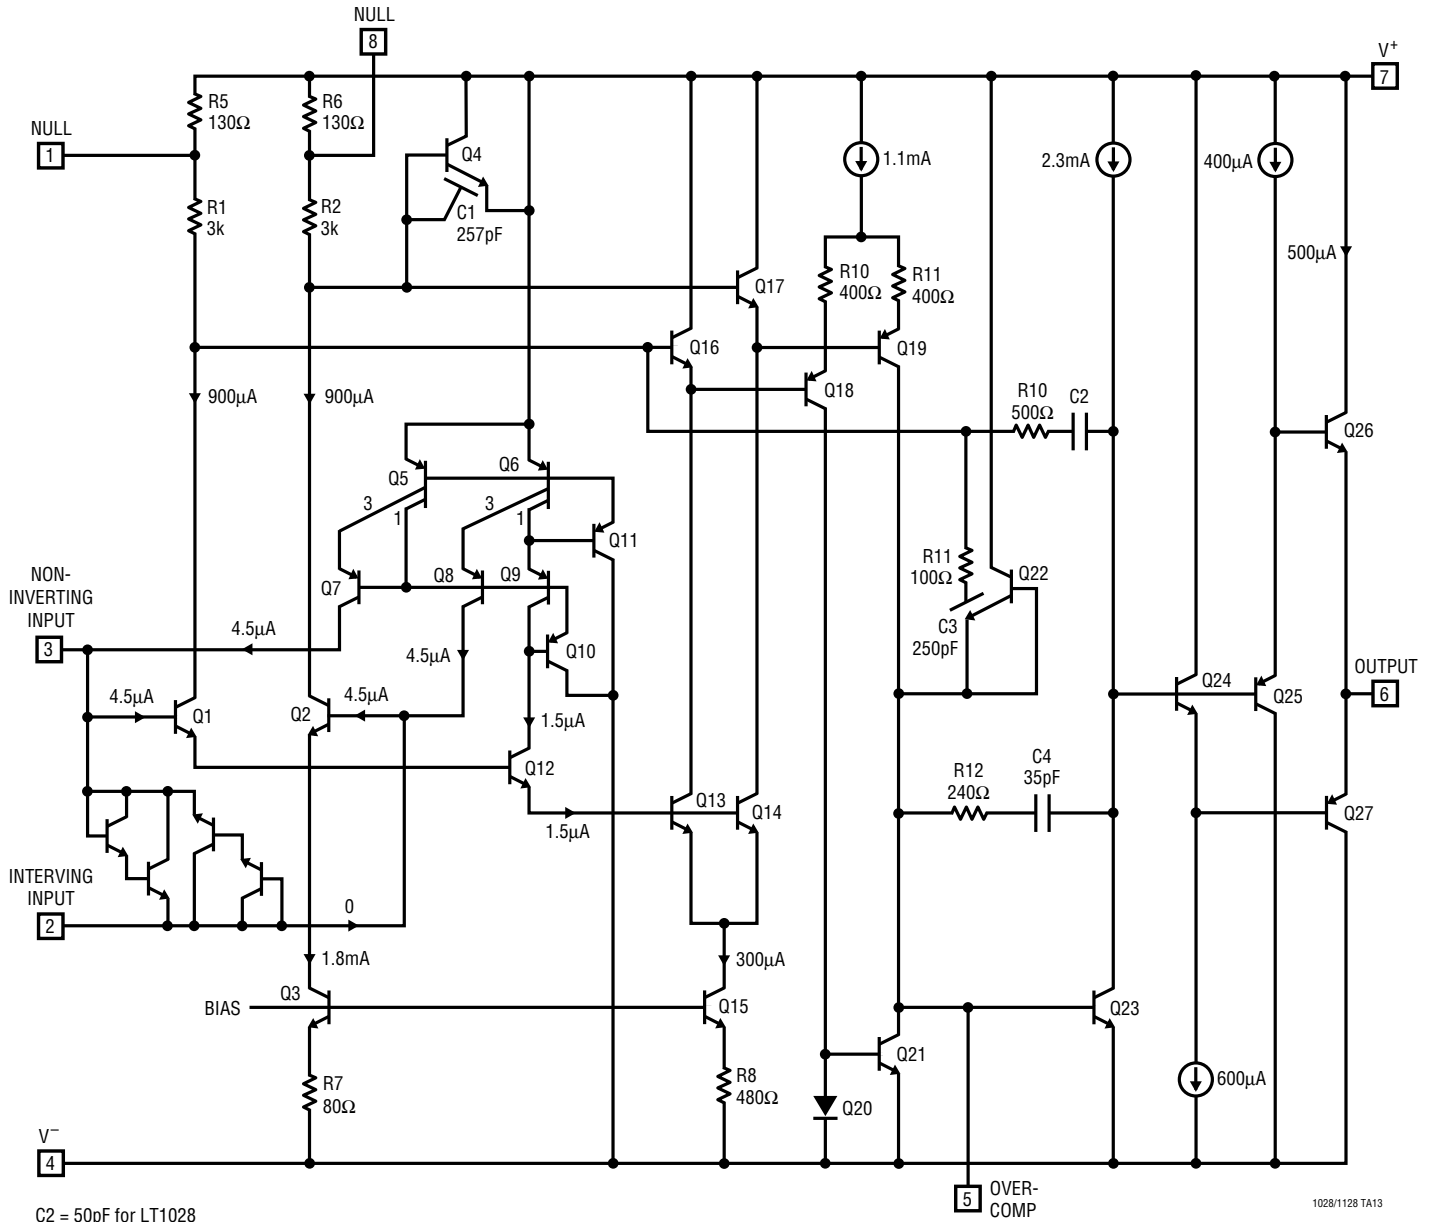 NULL
8
V+
7
R5
130Ω
R6
130Ω
NULL
1
Q4
1.1mA
2.3mA
400µA
R1
3k
R2
3k
C1
257pF
500µA
R10
400Ω
R11
400Ω
Q17
Q16
Q19
Q18
900µA
900µA
R10
500Ω
C2
Q26
Q5
Q6
3
1
3
1
Q11
NON-
INVERTING
INPUT
3
Q7
Q8
Q9
R11
100Ω
Q22
C3
250pF
4.5µA
4.5µA
Q10
OUTPUT
6
4.5µA
Q1
Q2
4.5µA
1.5µA
Q24
Q25
Q12
R12
240Ω
C4
35pF
1.5µA
Q13
Q14
Q27
INTERVING
INPUT
2
0
1.8mA
300µA
BIAS
Q3
Q15
Q23
Q21
R7
80Ω
R8
480Ω
Q20
600µA
V–
4
5
OVER-
COMP
1028/1128 TA13
C2 = 50pF for LT1028